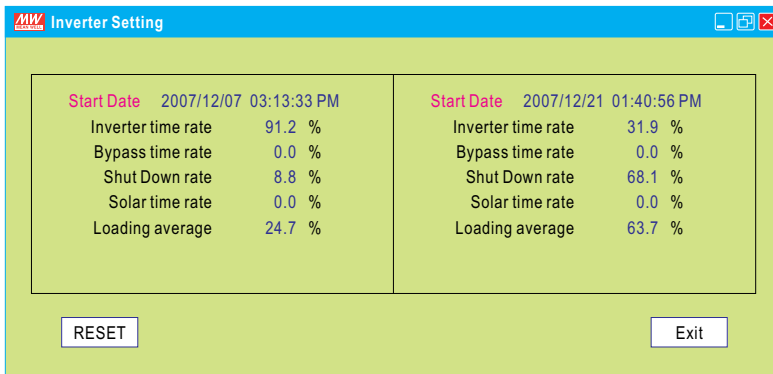 MW MEAN WELL Inverter Setting
Start Date 2007/12/07 03:13:33 PM
Inverter time rate 91.2 %
Bypass time rate 0.0 %
Shut Down rate 8.8 %
Solar time rate 0.0 %
Loading average 24.7 %
Start Date 2007/12/21 01:40:56 PM
Inverter time rate 31.9 %
Bypass time rate 0.0 %
Shut Down rate 68.1 %
Solar time rate 0.0 %
Loading average 63.7 %
RESET
Exit